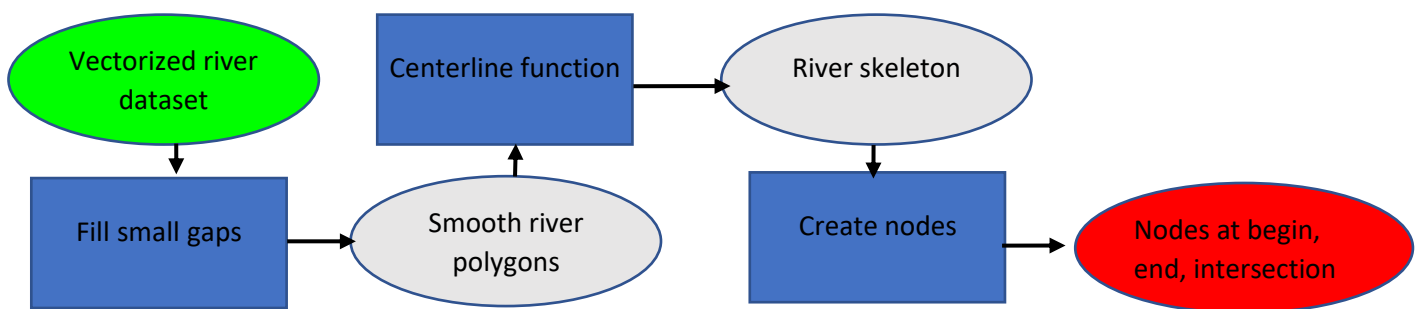 Vectorized river
dataset
Fill small gaps
Smooth river
polygons
Centerline function
River skeleton
Create nodes
Nodes at begin,
end, intersection